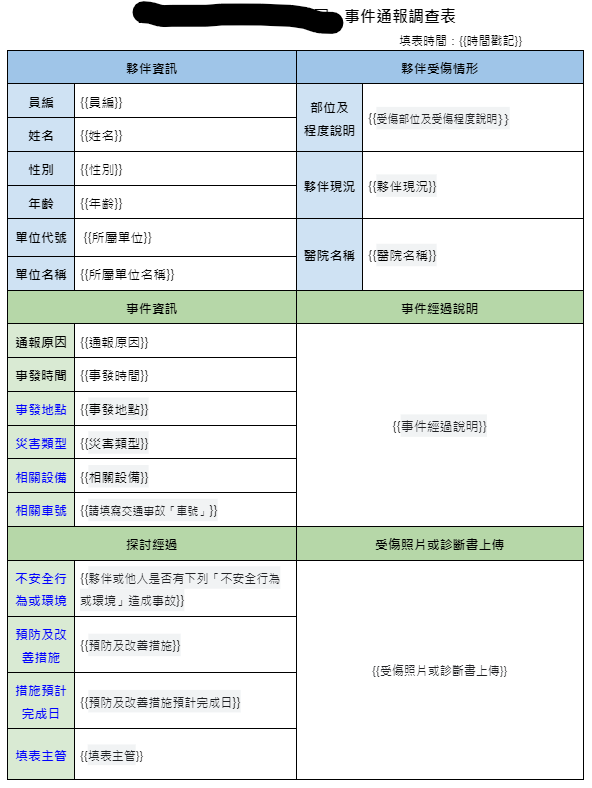 事件通報調查表
填表時間：{{時間戳記}}
夥伴資訊
夥伴受傷情形
員編
{{員編}}
部位及
程度說明
{{受傷部位及受傷程度說明}}
姓名
{{姓名}}
性別
{{性別}}
夥伴現況
{{夥伴現況}}
年齡
{{年齡}}
單位代號
{{所屬單位}}
醫院名稱
{{醫院名稱}}
單位名稱
{{所屬單位名稱}}
事件資訊
事件經過說明
通報原因
{{通報原因}}
{{事件經過說明}}
事發時間
{{事發時間}}
事發地點
{{事發地點}}
災害類型
{{災害類型}}
相關設備
{{相關設備}}
相關車號
{{請填寫交通事故「車號」}}
探討經過
受傷照片或診斷書上傳
不安全行
為或環境
{{夥伴或他人是否有下列「不安全行為
或環境」造成事故}}
{{受傷照片或診斷書上傳}}
預防及改
善措施
{{預防及改善措施}}
措施預計
完成日
{{預防及改善措施預計完成日}}
填表主管
{{填表主管}}